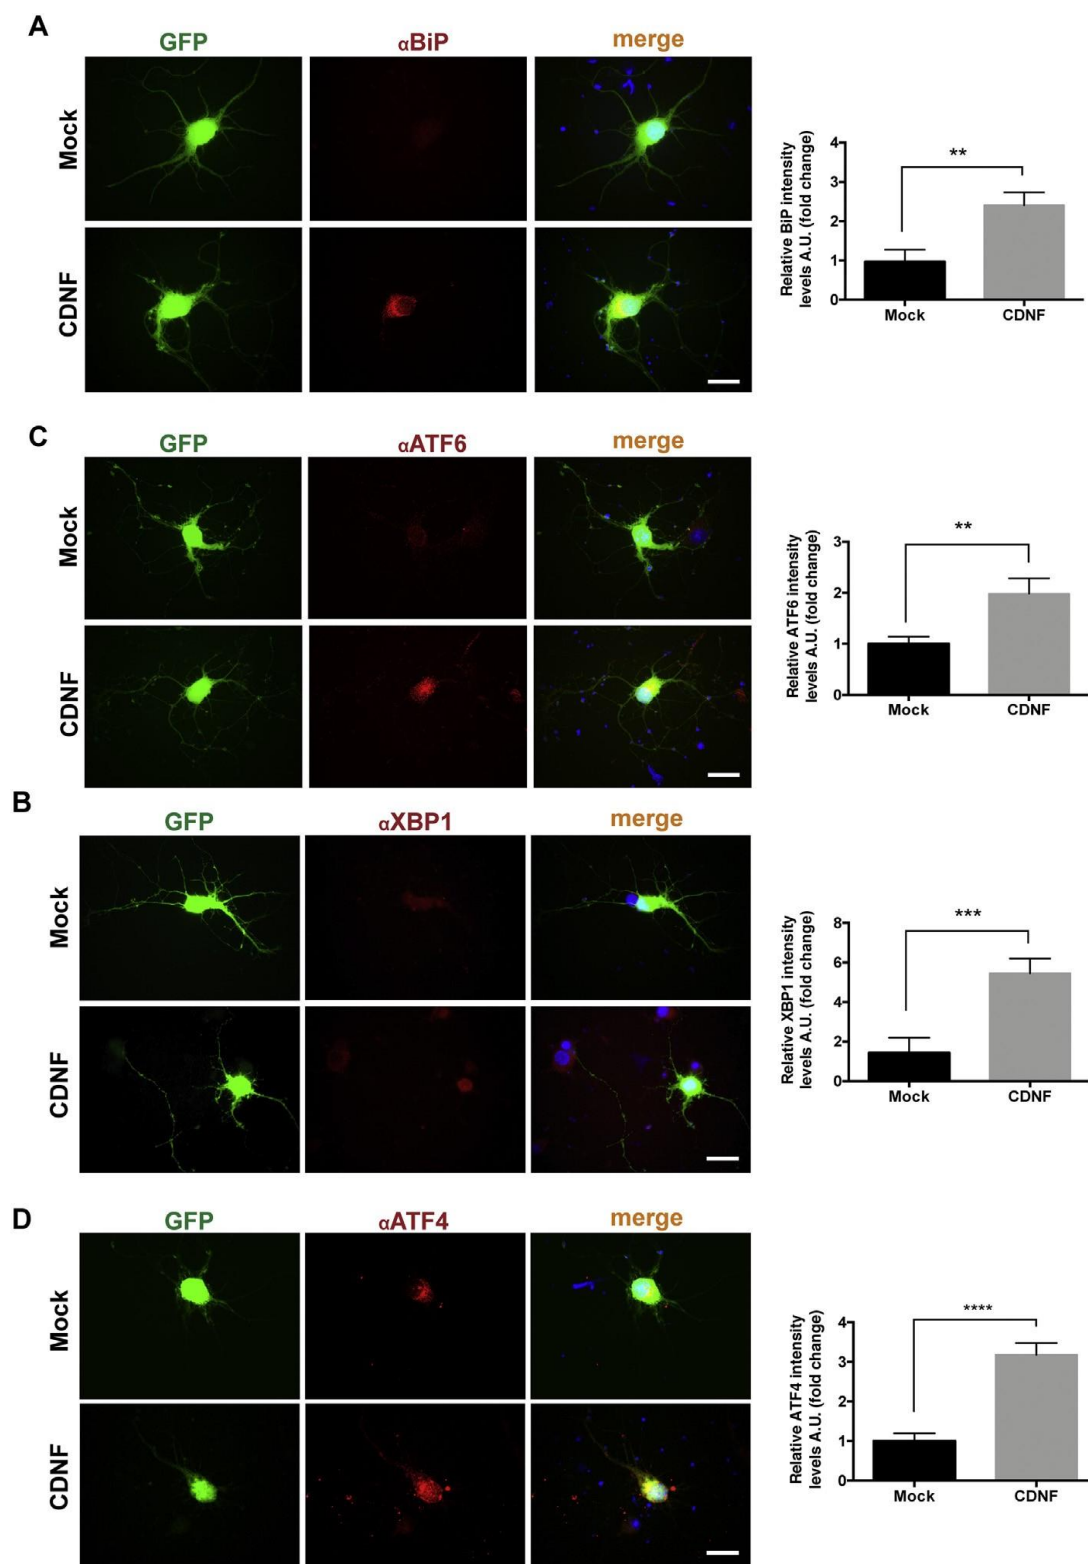 A
GFP αBiP merge
Mock
CDNF
Relative BiP intensity
levels A.U. (fold change)
4
3
2
1
0
**
Mock CDNF
C
GFP αATF6 merge
Mock
CDNF
Relative ATF6 intensity
levels A.U. (fold change)
3
2
1
0
**
Mock CDNF
B
GFP αXBP1 merge
Mock
CDNF
Relative XBP1 intensity
levels A.U. (fold change)
8
6
4
2
0
***
Mock CDNF
D
GFP αATF4 merge
Mock
CDNF
Relative ATF4 intensity
levels A.U. (fold change)
4
3
2
1
0
****
Mock CDNF